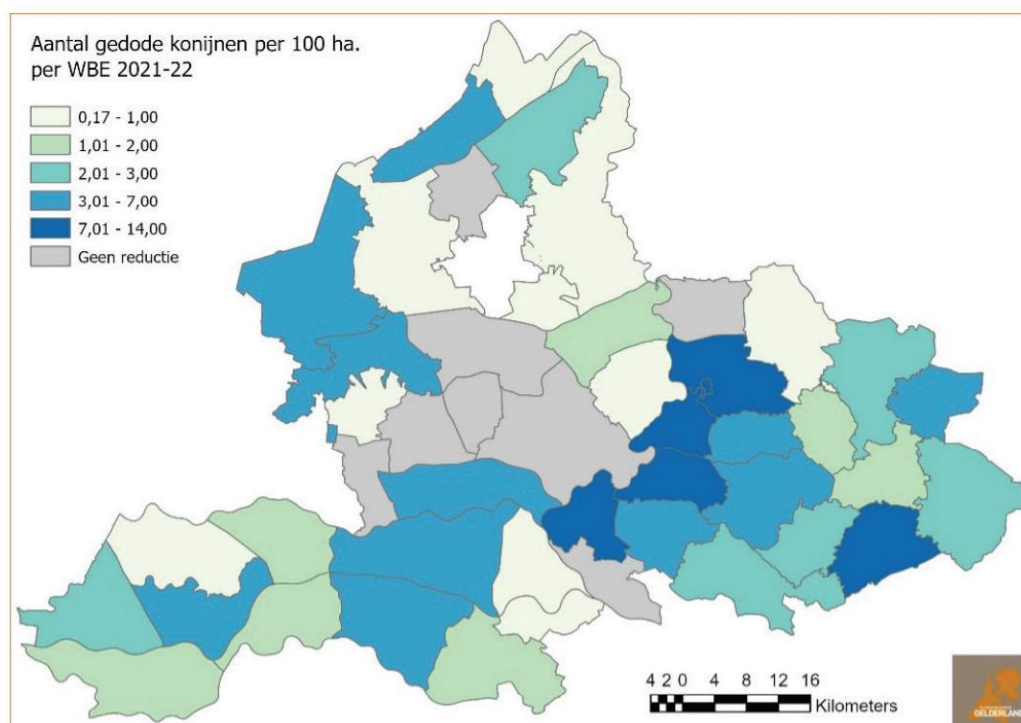 Aantal gedode konijnen per 100 ha.
per WBE 2021-22
0,17 - 1,00
1,01 - 2,00
2,01 - 3,00
3,01 - 7,00
7,01 - 14,00
Geen reductie
4 2 0 4 8 12 16
Kilometers
GELDERLAND